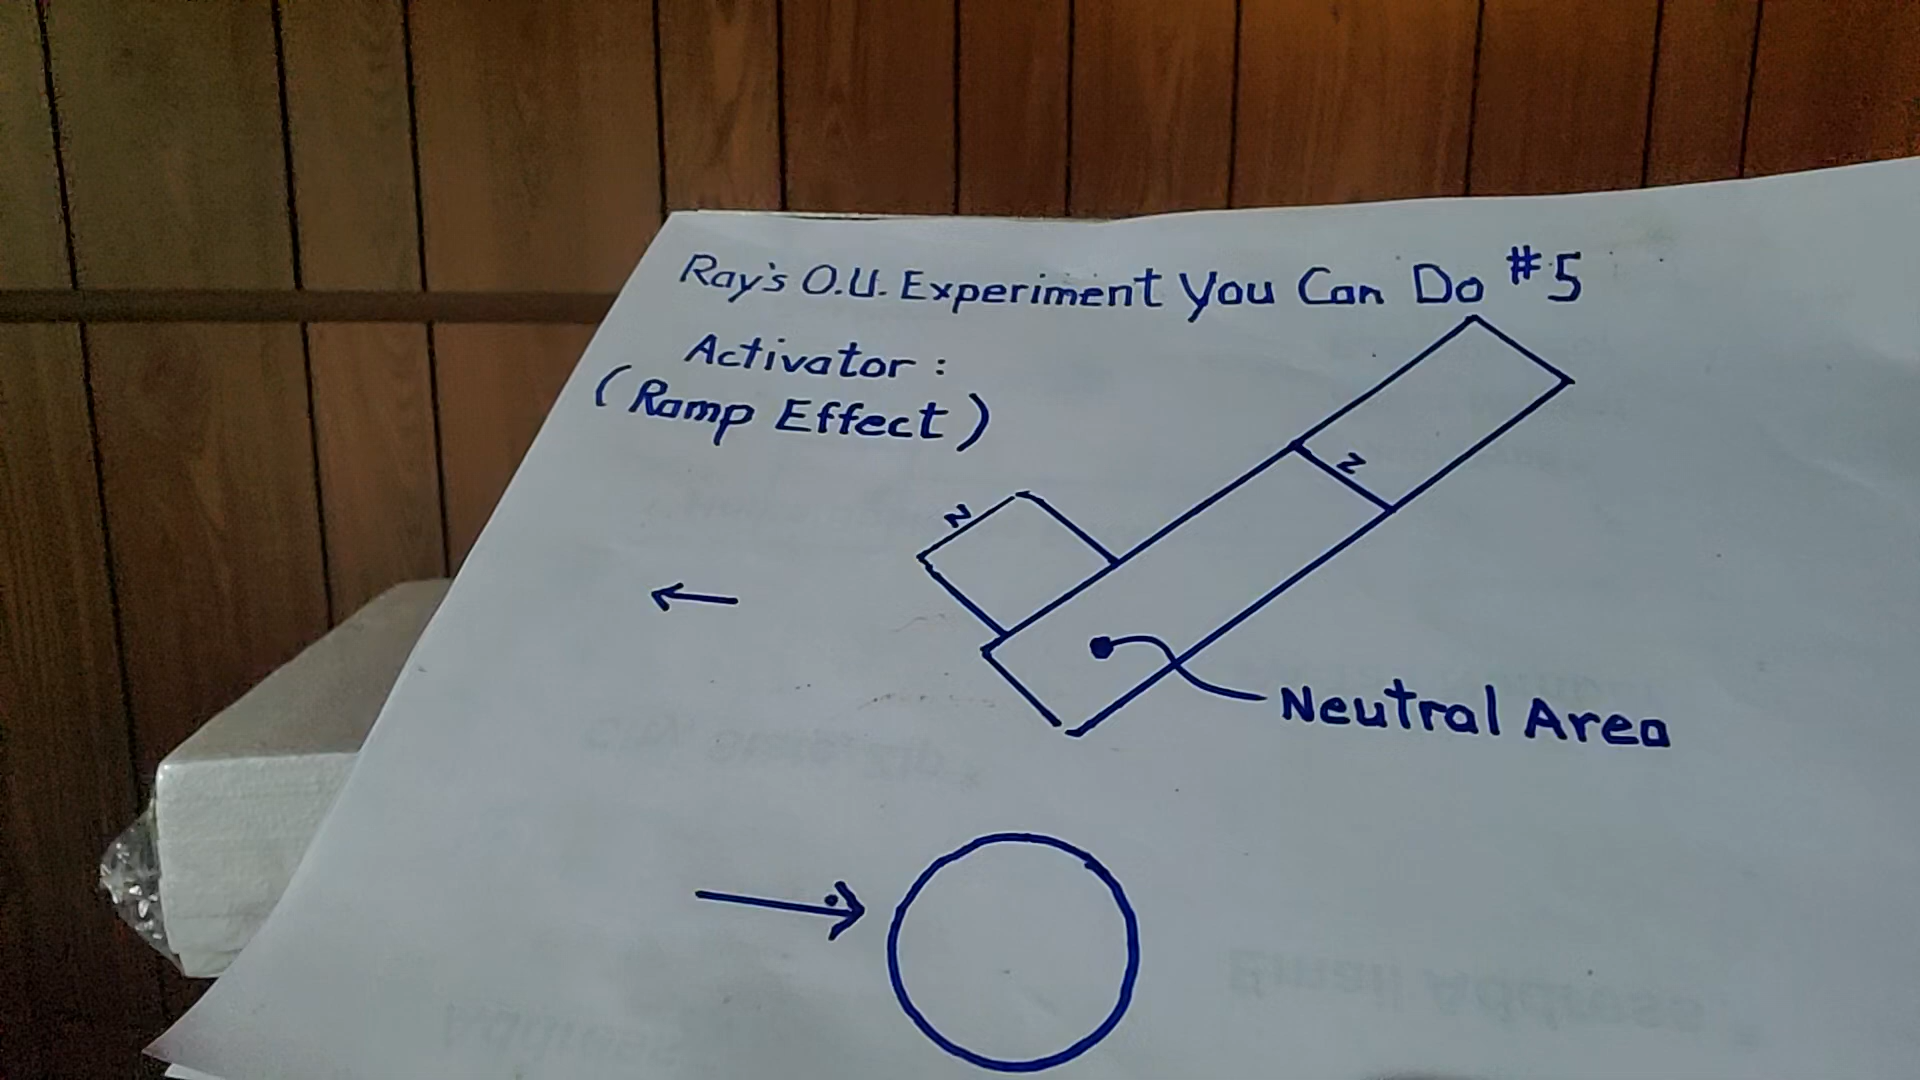 Ray's O.U. Experiment You Can Do #5
Activator:
(Ramp Effect)
N
N
Neutral Area